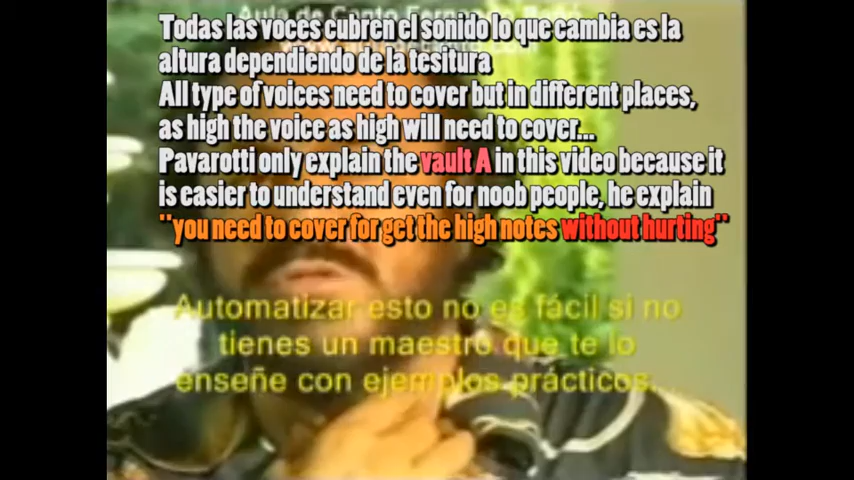 Aula de Canto
Todas las voces cubren el sonido lo que cambia es la
altura dependiendo de la tesitura
All type of voices need to cover but in different places,
as high the voice as high will need to cover...
Pavarotti only explain the vault A in this video because it
is easier to understand even for noob people, he explain
"you need to cover for get the high notes without hurting"
Automatizar esto no es fácil si no
tienes un maestro que te lo
enseñe con ejemplos prácticos...